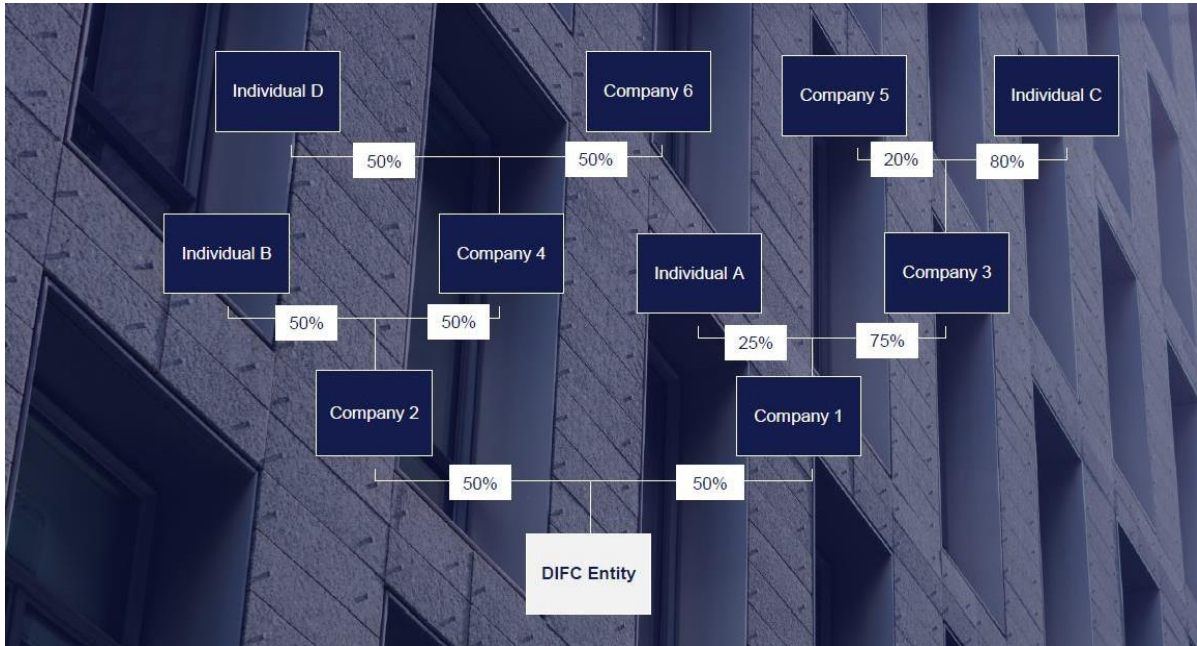 Individual D
Company 6
Company 5
Individual C
50%
50%
20%
80%
Individual B
Company 4
Individual A
Company 3
50%
50%
25%
75%
Company 2
Company 1
50%
50%
DIFC Entity